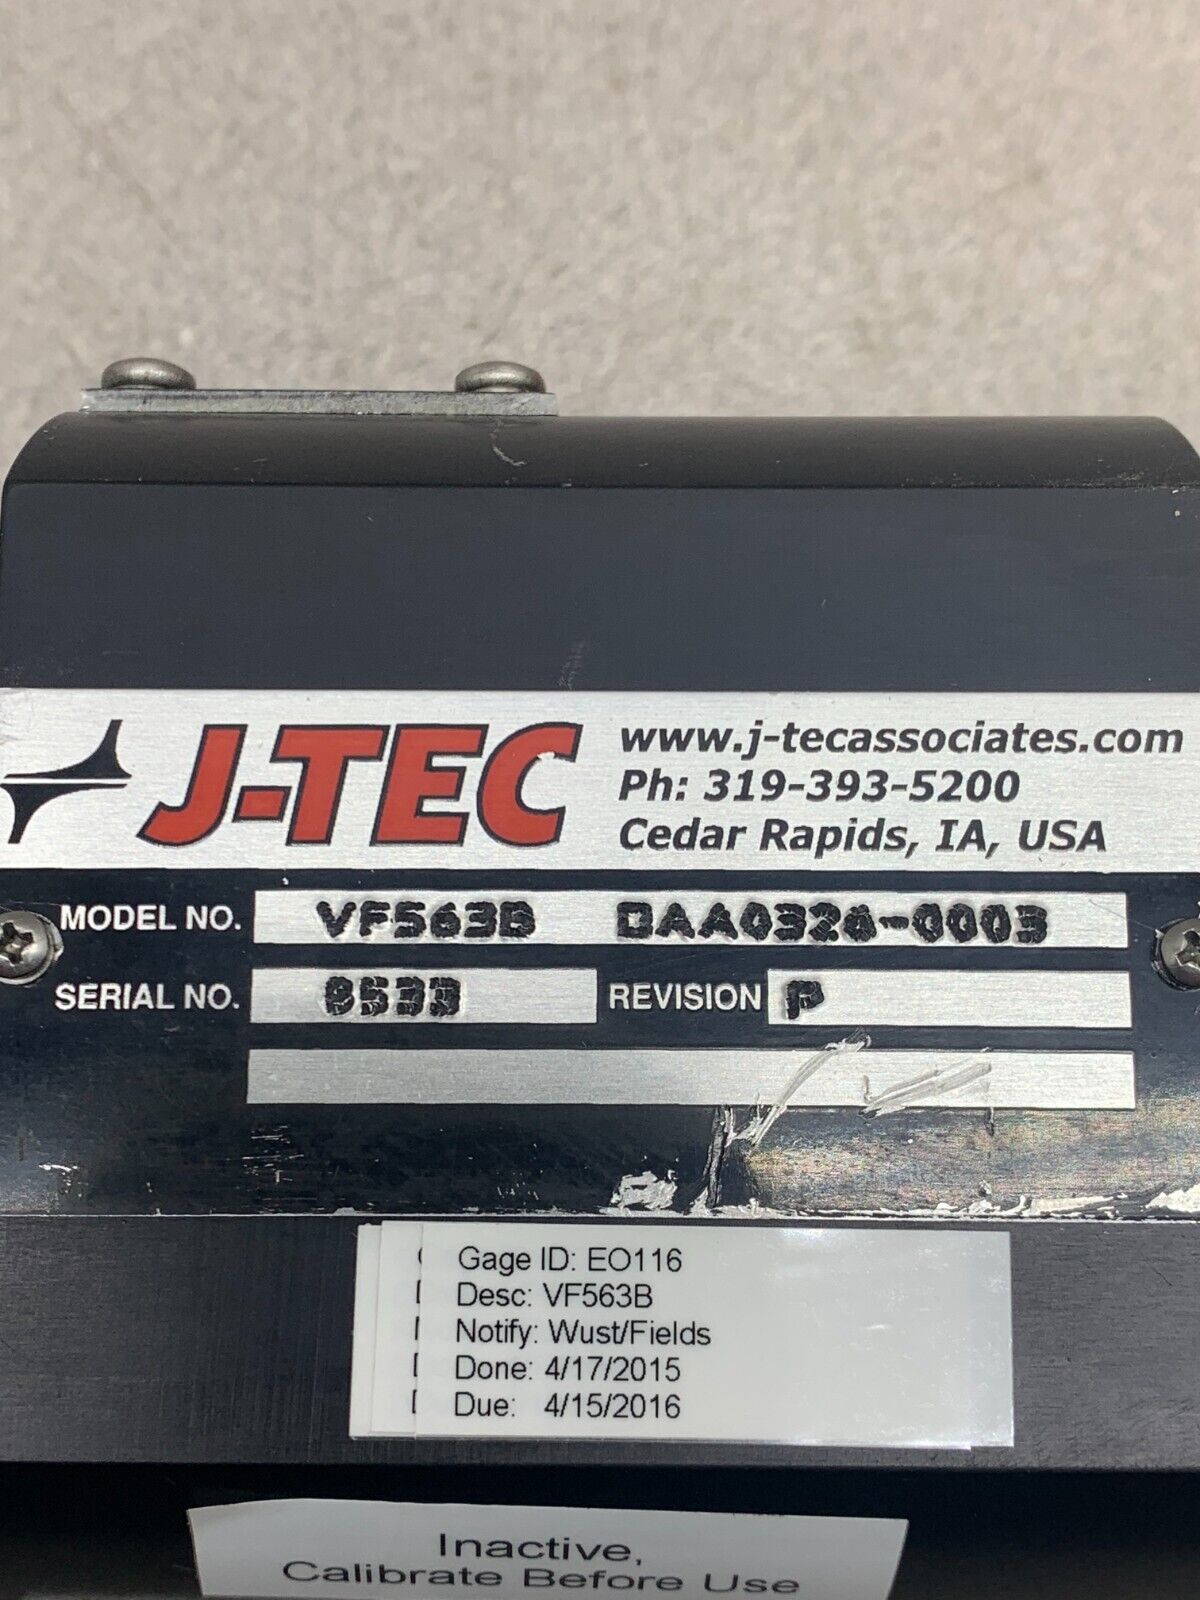 J-TEC
www.j-tecassociates.com
Ph: 319-393-5200
Cedar Rapids, IA, USA
MODEL NO. VF563B
SERIAL NO. REVISION P
Gage ID: EO116
Desc: VF563B
Notify: Wust/Fields
Done: 4/17/2015
Due: 4/15/2016
Inactive,
Calibrate Before Use